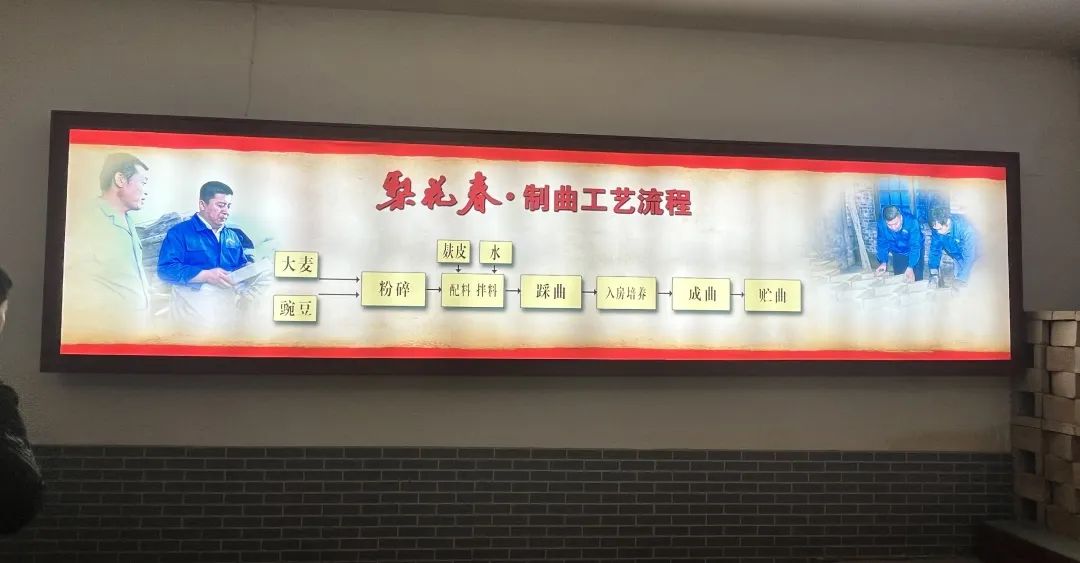 梨花春·制曲工艺流程
麸皮 水
大麦
豌豆
粉碎
配料 拌料
踩曲
入房培养
成曲
贮曲